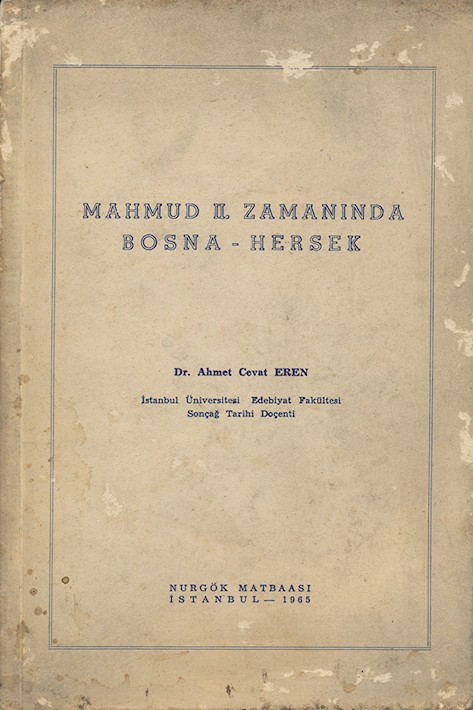 MAHMUD II. ZAMANINDA
BOSNA - HERSEK
Dr. Ahmet Cevat EREN
İstanbul Üniversitesi Edebiyat Fakültesi
Sonçağ Tarihi Doçenti
NURGÖK MATBAASI
İSTANBUL — 1965